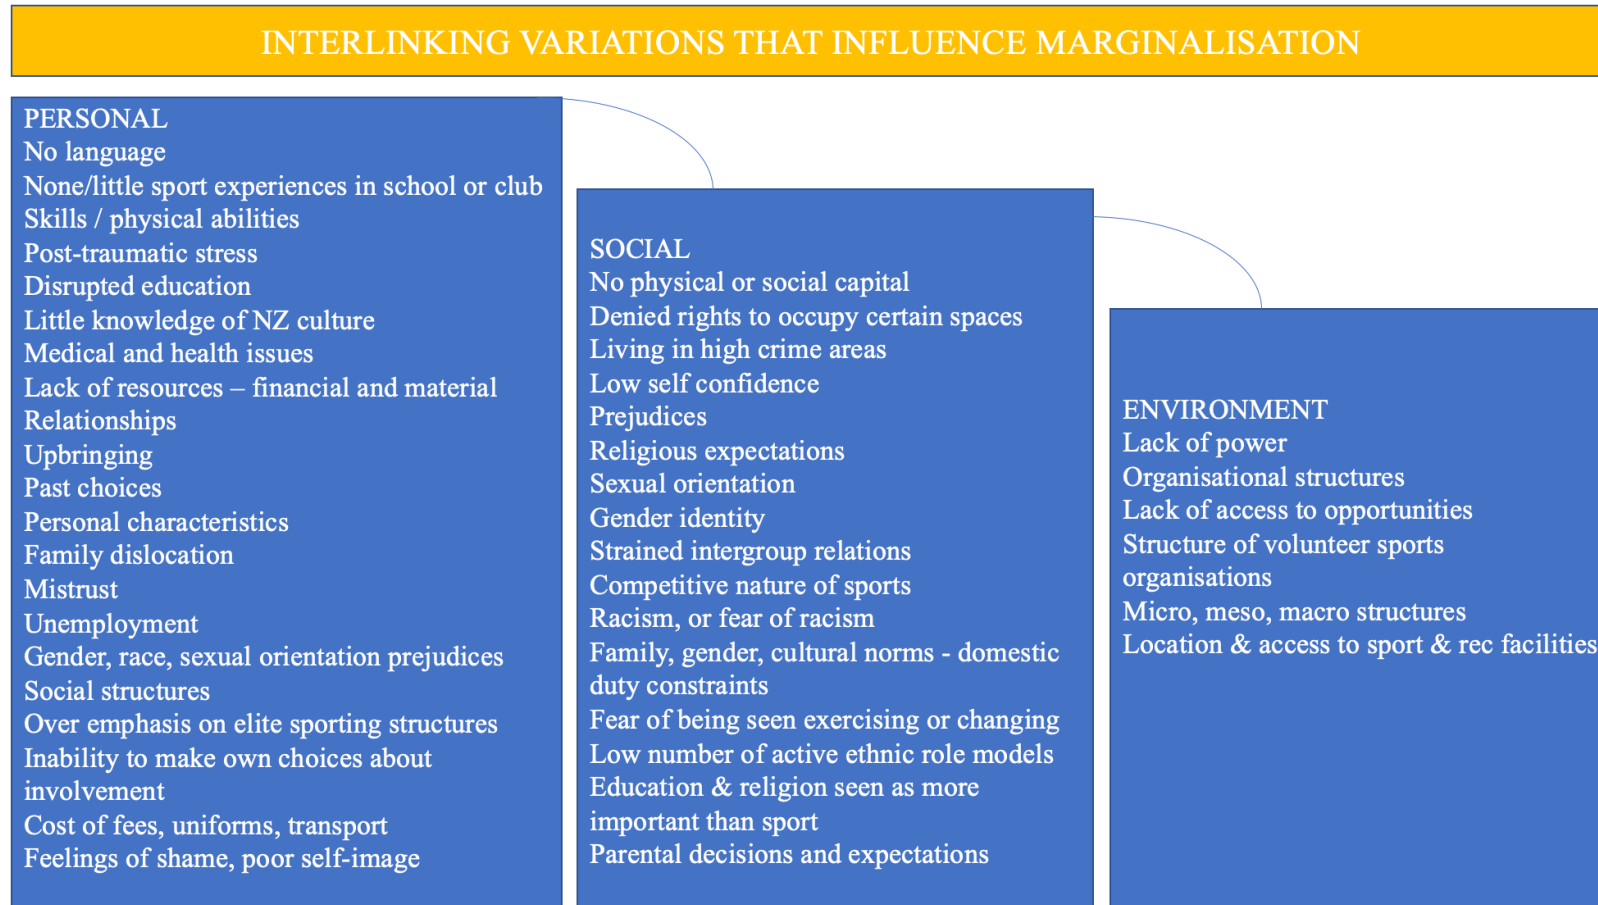 INTERLINKING VARIATIONS THAT INFLUENCE MARGINALISATION
PERSONAL
No language
None/little sport experiences in school or club
Skills / physical abilities
Post-traumatic stress
Disrupted education
Little knowledge of NZ culture
Medical and health issues
Lack of resources – financial and material
Relationships
Upbringing
Past choices
Personal characteristics
Family dislocation
Mistrust
Unemployment
Gender, race, sexual orientation prejudices
Social structures
Over emphasis on elite sporting structures
Inability to make own choices about
involvement
Cost of fees, uniforms, transport
Feelings of shame, poor self-image
SOCIAL
No physical or social capital
Denied rights to occupy certain spaces
Living in high crime areas
Low self confidence
Prejudices
Religious expectations
Sexual orientation
Gender identity
Strained intergroup relations
Competitive nature of sports
Racism, or fear of racism
Family, gender, cultural norms - domestic
duty constraints
Fear of being seen exercising or changing
Low number of active ethnic role models
Education & religion seen as more
important than sport
Parental decisions and expectations
ENVIRONMENT
Lack of power
Organisational structures
Lack of access to opportunities
Structure of volunteer sports
organisations
Micro, meso, macro structures
Location & access to sport & rec facilities